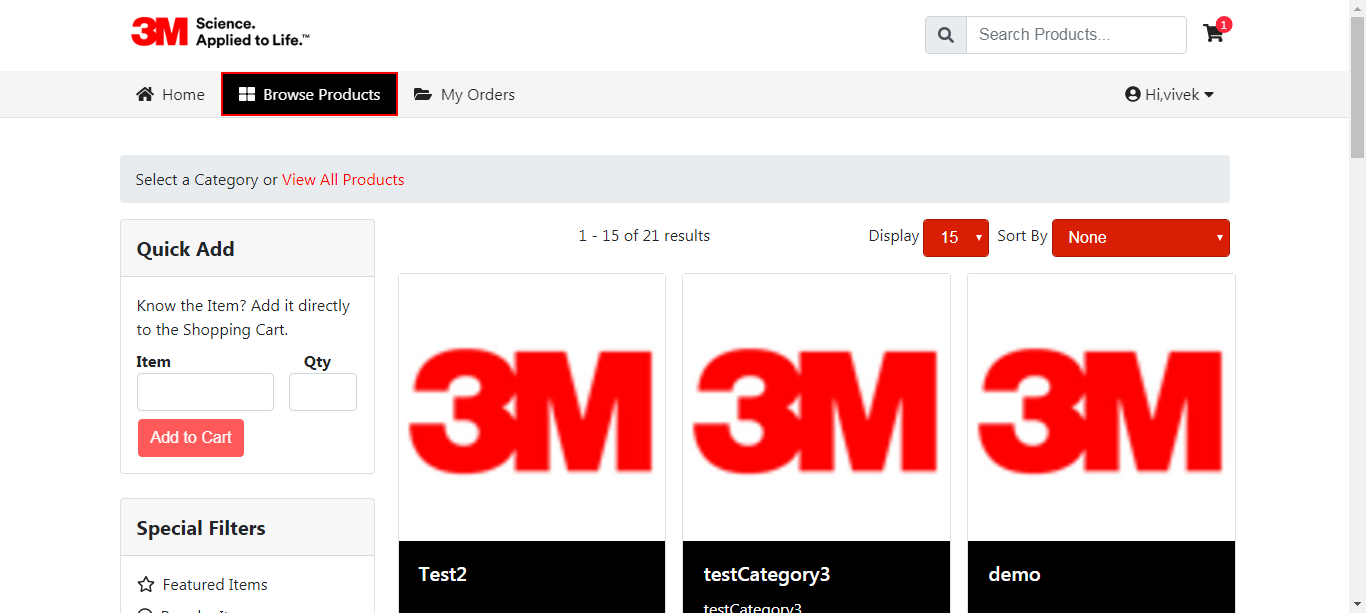 3M Science.
Applied to Life.™
Search Products...
1
Home
Browse Products
My Orders
Hi,vivek
Select a Category or View All Products
Quick Add
Know the Item? Add it directly
to the Shopping Cart.
Item Qty
Add to Cart
Special Filters
Featured Items
1 - 15 of 21 results
Display 15 Sort By None
3M
Test2
3M
testCategory3
testCategory3
3M
demo